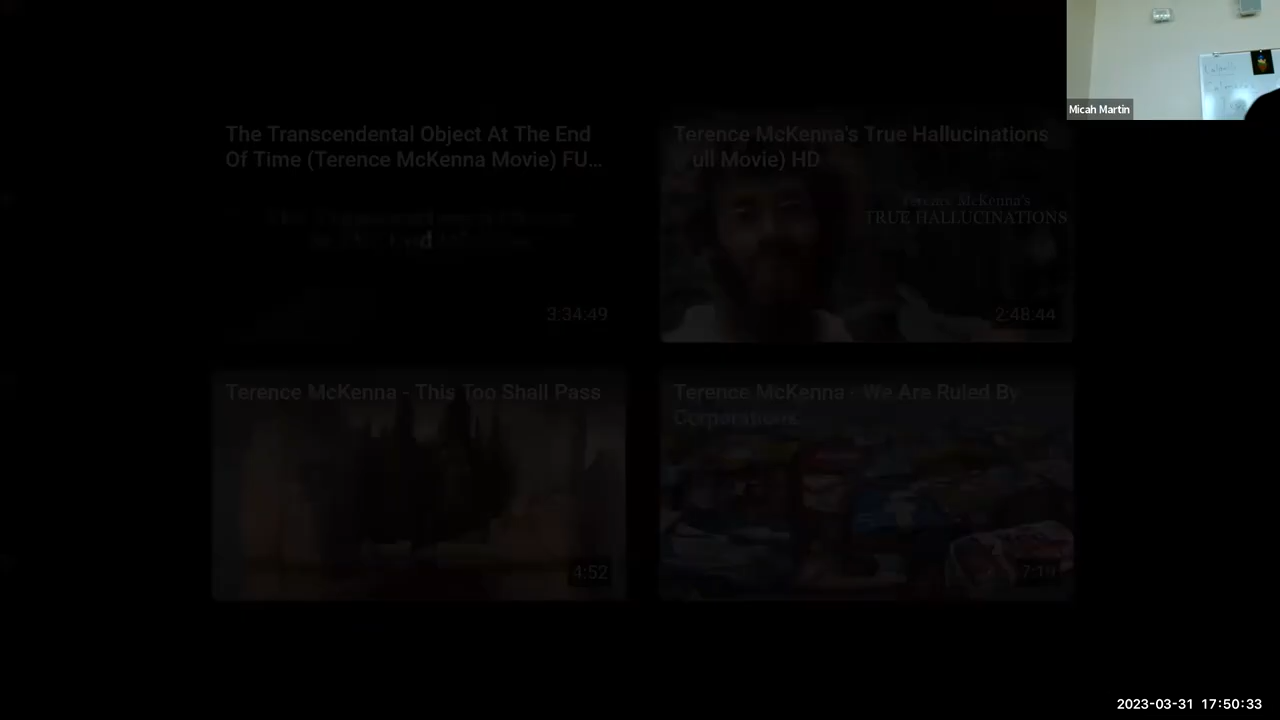 Micah Martin
The Transcendental Object At The End
Of Time (Terence McKenna Movie) FU...
3:34:49
Terence McKenna's True Hallucinations
ull Movie) HD
Terence McKenna's
TRUE HALLUCINATIONS
2:48:44
Terence McKenna - This Too Shall Pass
4:52
Terence McKenna - We Are Ruled By
Corporations
7:19
2023-03-31 17:50:33